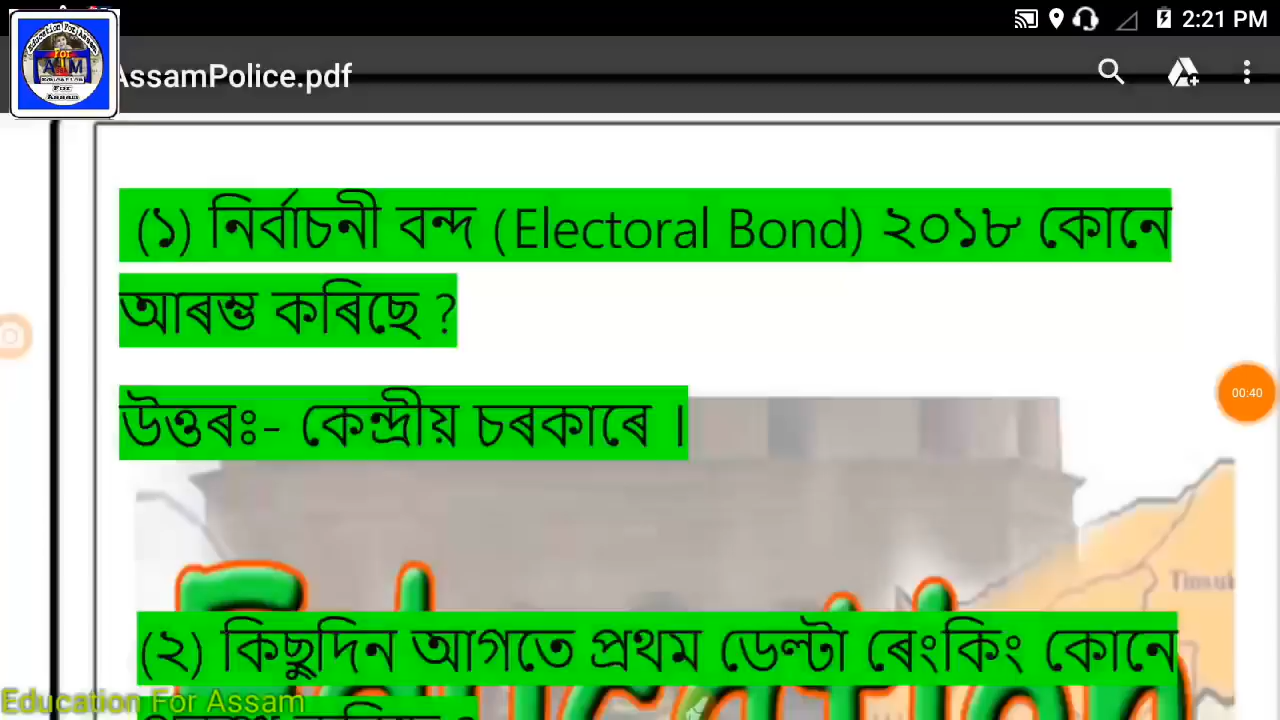 2:21 PM
AssamPolice.pdf
(১) নিৰ্বাচনী বন্দ (Electoral Bond) ২০১৮ কোনে
আৰম্ভ কৰিছে ?
00:40
উত্তৰঃ- কেন্দ্ৰীয় চৰকাৰে ।
(২) কিছুদিন আগতে প্ৰথম ডেল্টা ৰেংকিং কোনে
Education For Assam